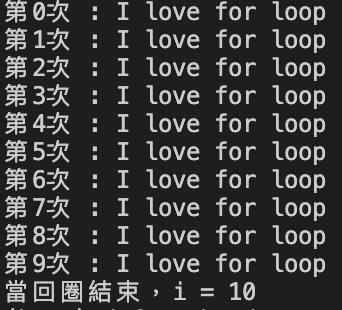 第0次 : I love for loop
第1次 : I love for loop
第2次 : I love for loop
第3次 : I love for loop
第4次 : I love for loop
第5次 : I love for loop
第6次 : I love for loop
第7次 : I love for loop
第8次 : I love for loop
第9次 : I love for loop
當回圈結束，i = 10